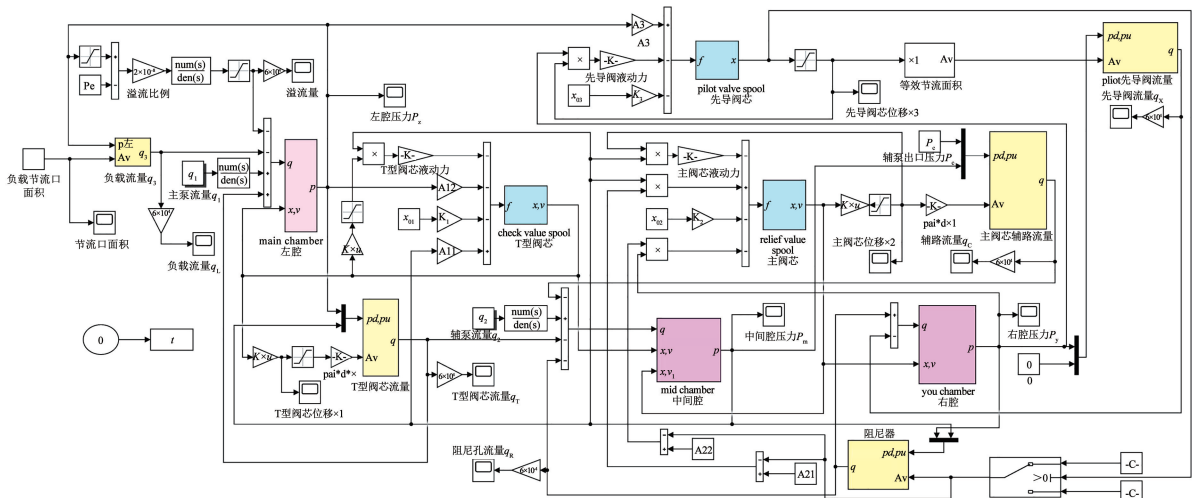 Pe
2×10⁻⁶
溢流比例
num(s)
den(s)
6×10⁴
溢流量
p左
Av
q₃
负载流量q₃
负载节流口
面积
节流口面积
6×10⁴
负载流量q_L
q₁
主泵流量q₁
num(s)
den(s)
q
x,v
p
main chamber
左腔
左腔压力P_z
×
-K-
T型阀芯液动力
A12
x₀₁
K₁
A11
K×u
f
x,v
check value spool
T型阀芯
A3
A3
×
-K-
先导阀液动力
x₀₃
K₃
f
x
pilot valve spool
先导阀芯
先导阀芯位移×3
×1
Av
等效节流面积
pd,pu
q
Av
pliot先导阀流量
先导阀流量q_X
6×10⁴
×
-K-
主阀芯液动力
×
x₀₂
K₂
×
f
x,v
relief value
spool
主阀芯
K×u
主阀芯位移×2
-K-
pai*d×1
P_c
辅泵出口压力P_c
pd,pu
q
Av
主阀芯辅路流量
辅路流量q_C
6×10⁴
0
t
K×u
-K-
pai*d*×
T型阀芯位移×1
pd,pu
q
Av
T型阀芯流量
6×10⁴
T型阀芯流量q_T
q₂
辅泵流量q₂
num(s)
den(s)
q
x,v
x,v₁
p
mid chamber
中间腔
中间腔压力P_m
q
x,v
p
you chamber
右腔
右腔压力P_y
0
0
A22
A21
阻尼孔流量q_R
6×10⁴
阻尼器
q
pd,pu
Av
>01
-C-
-C-